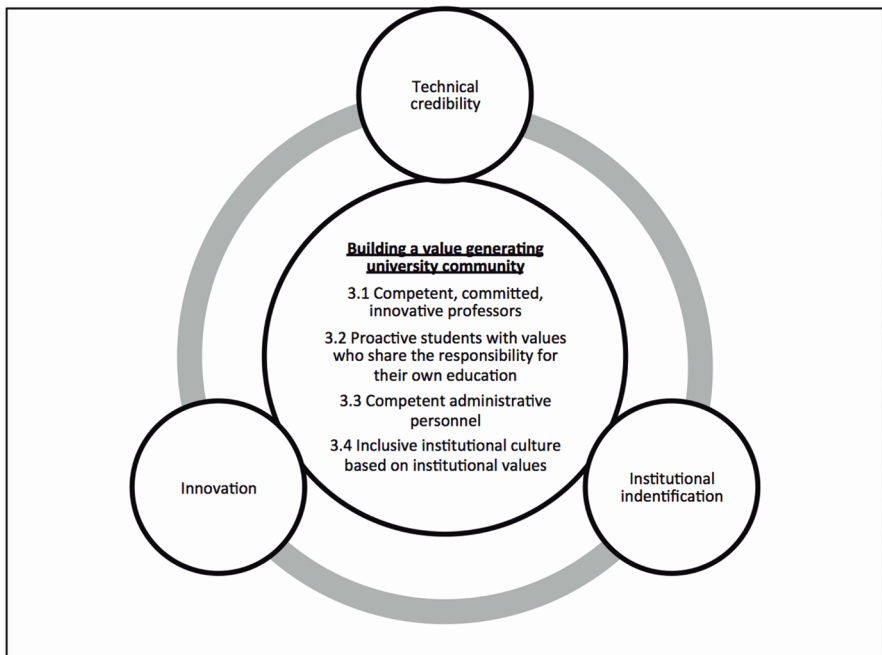 Technical
credibility
Building a value generating
university community
3.1 Competent, committed,
innovative professors
3.2 Proactive students with values
who share the responsibility for
their own education
3.3 Competent administrative
personnel
3.4 Inclusive institutional culture
based on institutional values
Innovation
Institutional
indentification